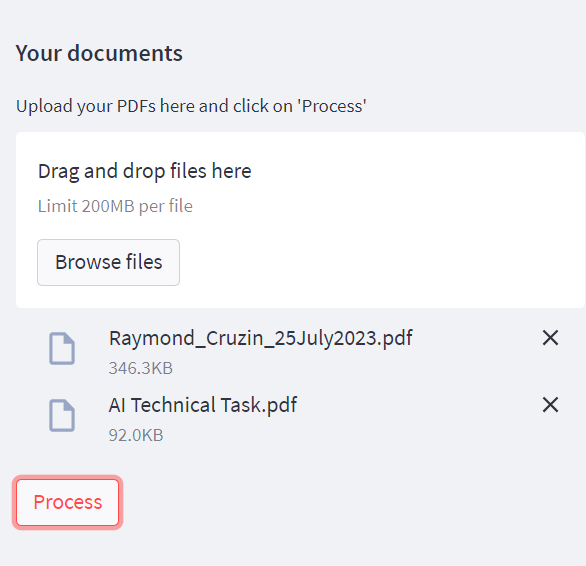 Your documents
Upload your PDFs here and click on 'Process'
Drag and drop files here
Limit 200MB per file
Browse files
Raymond_Cruzin_25July2023.pdf
346.3KB
AI Technical Task.pdf
92.0KB
Process